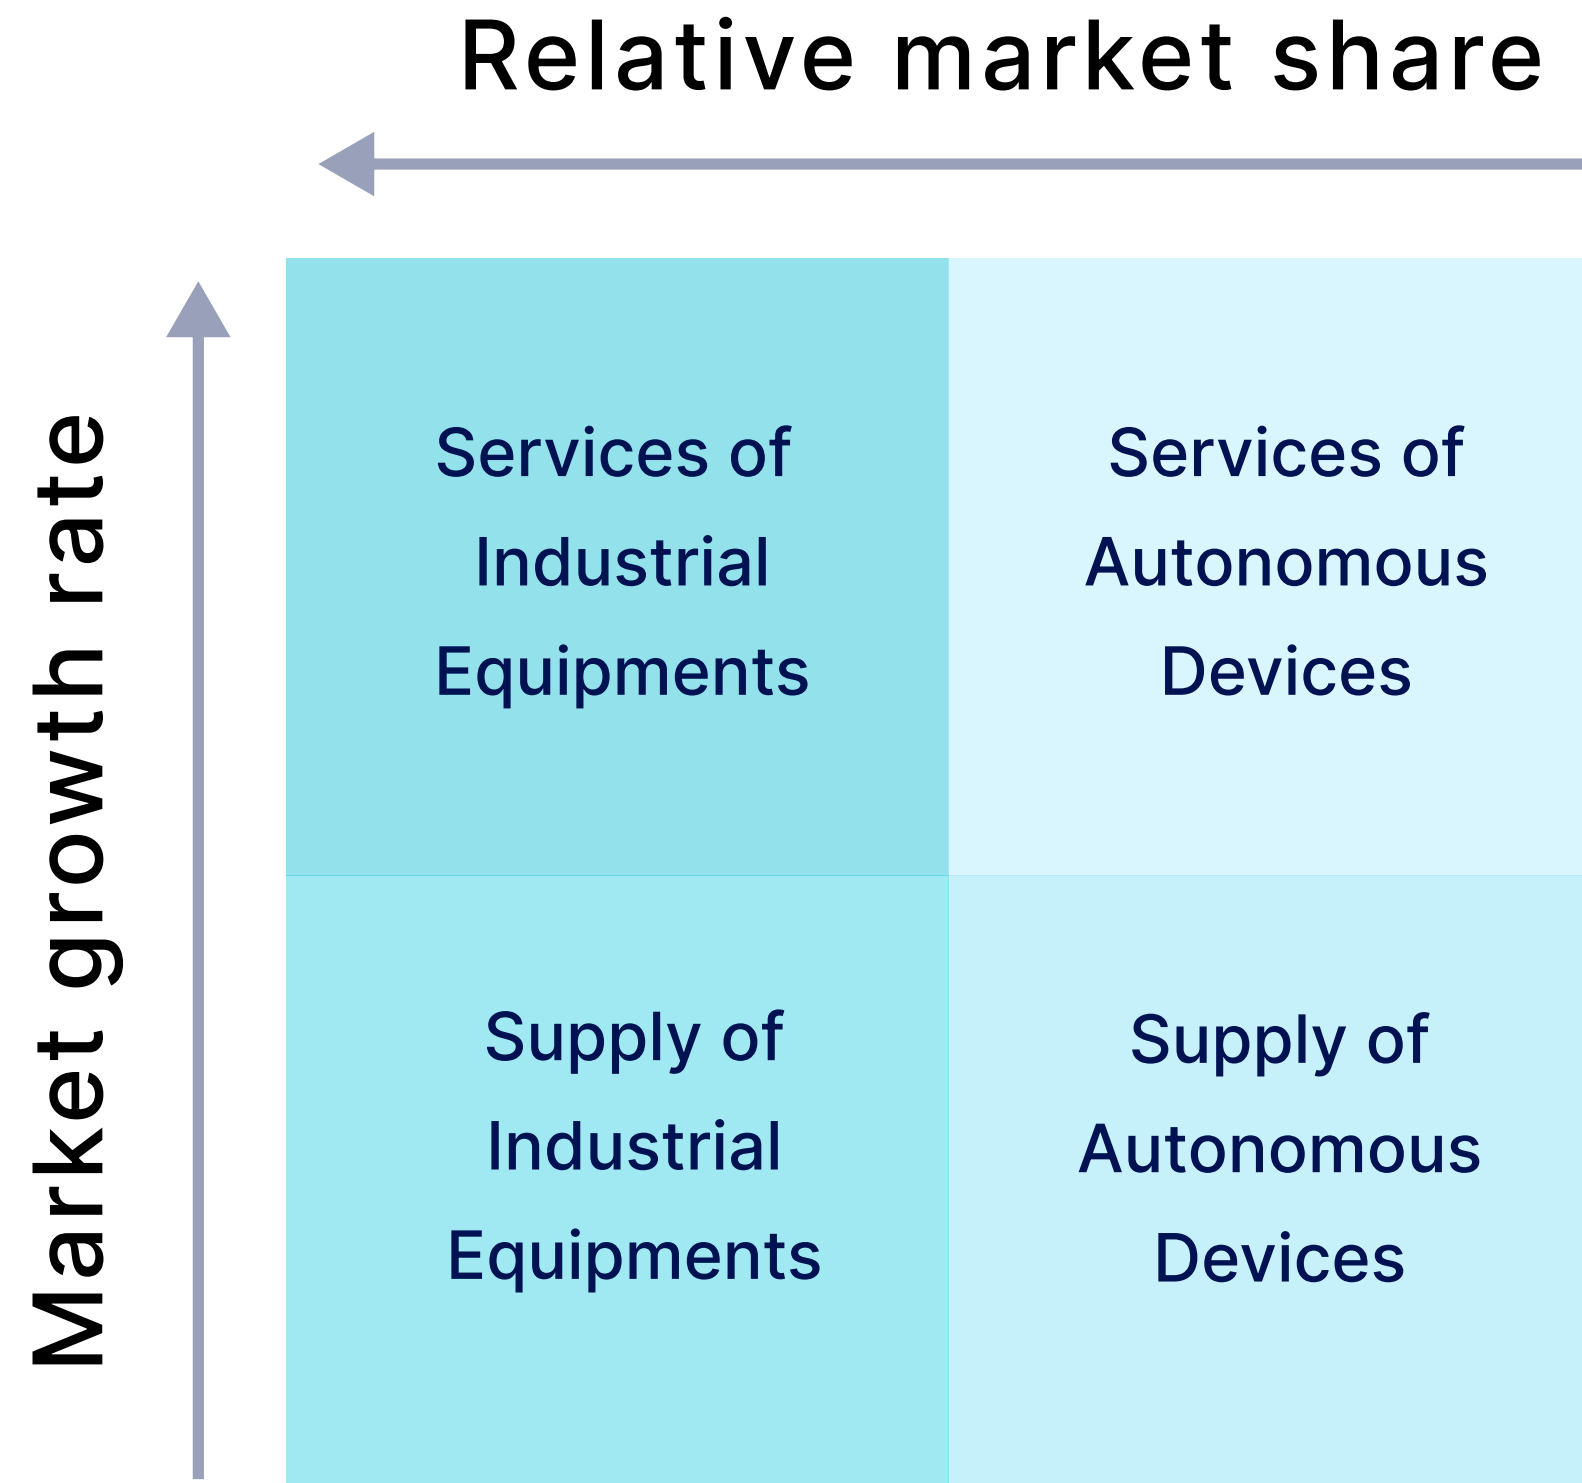 Relative market share
Market growth rate
Services of
Industrial
Equipments
Services of
Autonomous
Devices
Supply of
Industrial
Equipments
Supply of
Autonomous
Devices